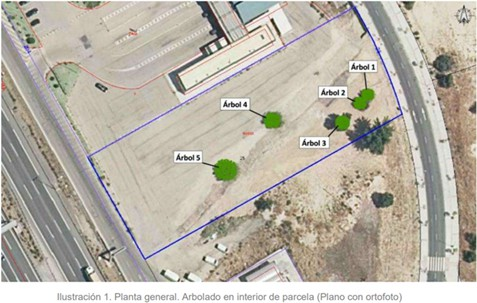 Árbol 1
Árbol 2
Árbol 4
Árbol 3
Árbol 5
Ilustración 1. Planta general. Arbolado en interior de parcela (Plano con ortofoto)